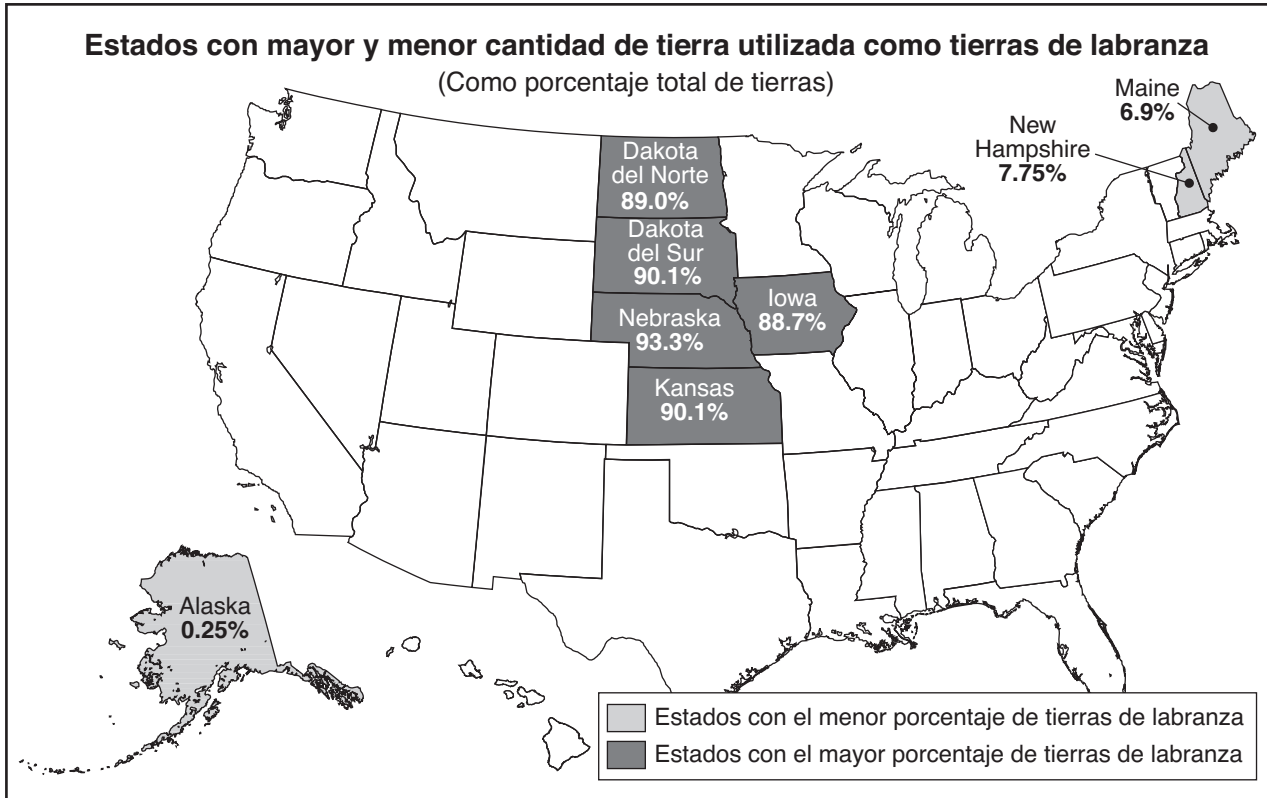 Estados con mayor y menor cantidad de tierra utilizada como tierras de labranza
(Como porcentaje total de tierras)
Maine
6.9%
New
Hampshire
7.75%
Dakota
del Norte
89.0%
Dakota
del Sur
90.1%
Iowa
88.7%
Nebraska
93.3%
Kansas
90.1%
Alaska
0.25%
Estados con el menor porcentaje de tierras de labranza
Estados con el mayor porcentaje de tierras de labranza